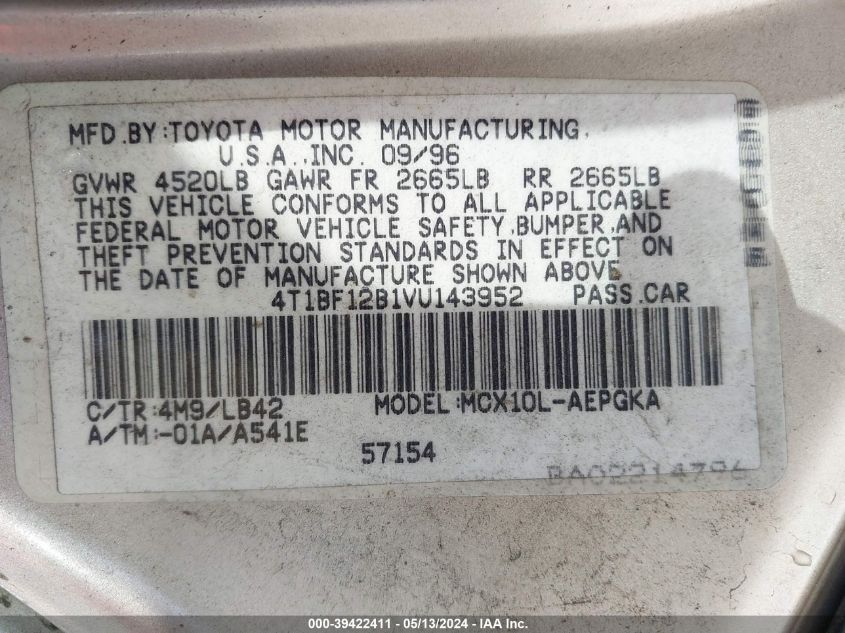 MFD.BY:TOYOTA MOTOR MANUFACTURING,
U.S.A.,INC. 09/96
GVWR 4520LB GAWR FR 2665LB RR 2665LB
THIS VEHICLE CONFORMS TO ALL APPLICABLE
FEDERAL MOTOR VEHICLE SAFETY,BUMPER,AND
THEFT PREVENTION STANDARDS IN EFFECT ON
THE DATE OF MANUFACTURE SHOWN ABOVE
4T1BF12B1VU143952 PASS.CAR
C/TR:4M9/LB42 MODEL:MCX10L-AEPGKA
A/TM:-01A/A541E
57154
000-39422411 - 05/13/2024 - IAA Inc.